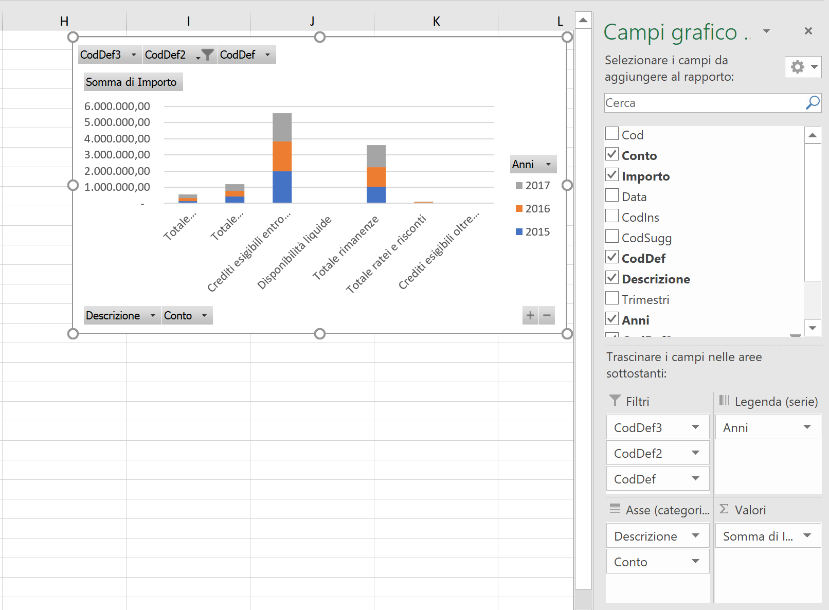 H I J K L
CodDef3 CodDef2 CodDef
Somma di Importo
6.000.000,00
5.000.000,00
4.000.000,00
3.000.000,00
2.000.000,00
1.000.000,00
-
Totale...
Totale...
Crediti esigibili entro...
Disponibilità liquide
Totale rimanenze
Totale ratei e risconti
Crediti esigibili oltre...
Anni
2017
2016
2015
Descrizione Conto
+ −
Campi grafico .
Selezionare i campi da
aggiungere al rapporto:
Cerca
Cod
Conto
Importo
Data
CodIns
CodSugg
CodDef
Descrizione
Trimestri
Anni
Trascinare i campi nelle aree
sottostanti:
Filtri
CodDef3
CodDef2
CodDef
Legenda (serie)
Anni
Asse (categori...
Descrizione
Conto
Σ Valori
Somma di I...